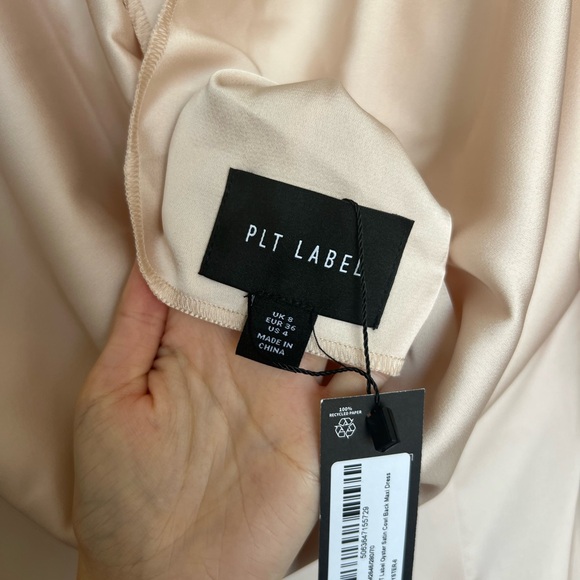 PLT LABEL
UK 8
EUR 36
US 4
MADE IN
CHINA
100%
RECYCLED PAPER
Label Oyster Satin Cowl Back Maxi Dress
5063647155729